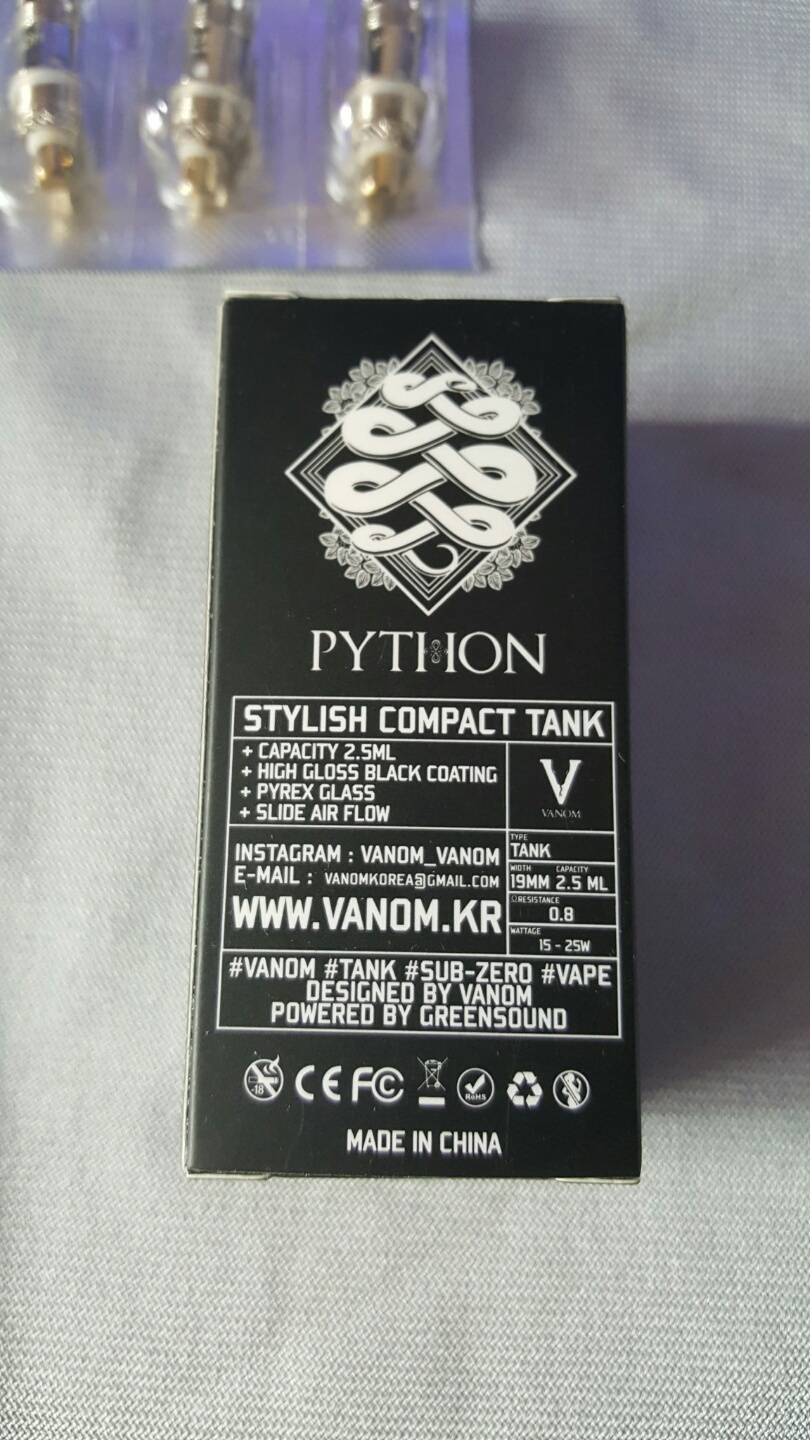 PYTHON
STYLISH COMPACT TANK
+ CAPACITY 2.5ML
+ HIGH GLOSS BLACK COATING
+ PYREX GLASS
+ SLIDE AIR FLOW
V
VANOM
INSTAGRAM : VANOM_VANOM
E-MAIL : VANOMKOREA@GMAIL.COM
WWW.VANOM.KR
TYPE
TANK
WIDTH CAPACITY
19MM 2.5 ML
Ω RESISTANCE
0.8
WATTAGE
15 - 25W
#VANOM #TANK #SUB-ZERO #VAPE
DESIGNED BY VANOM
POWERED BY GREENSOUND
-18 CE FC RoHS
MADE IN CHINA